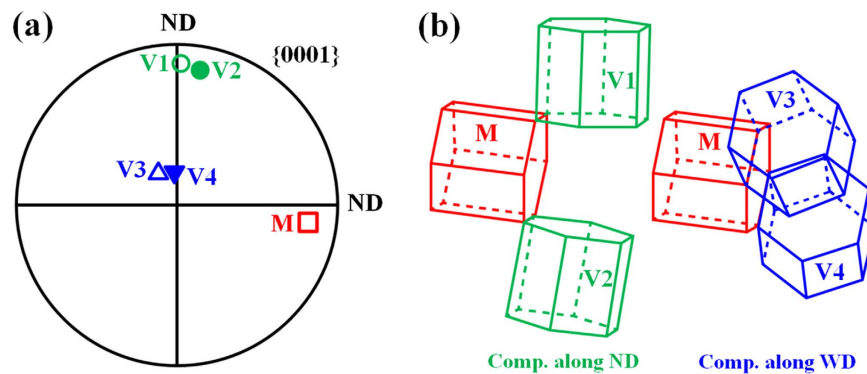 (a)
ND
{0001}
V1
V2
V3
V4
ND
M
(b)
V1
M
V2
Comp. along ND
M
V3
V4
Comp. along WD